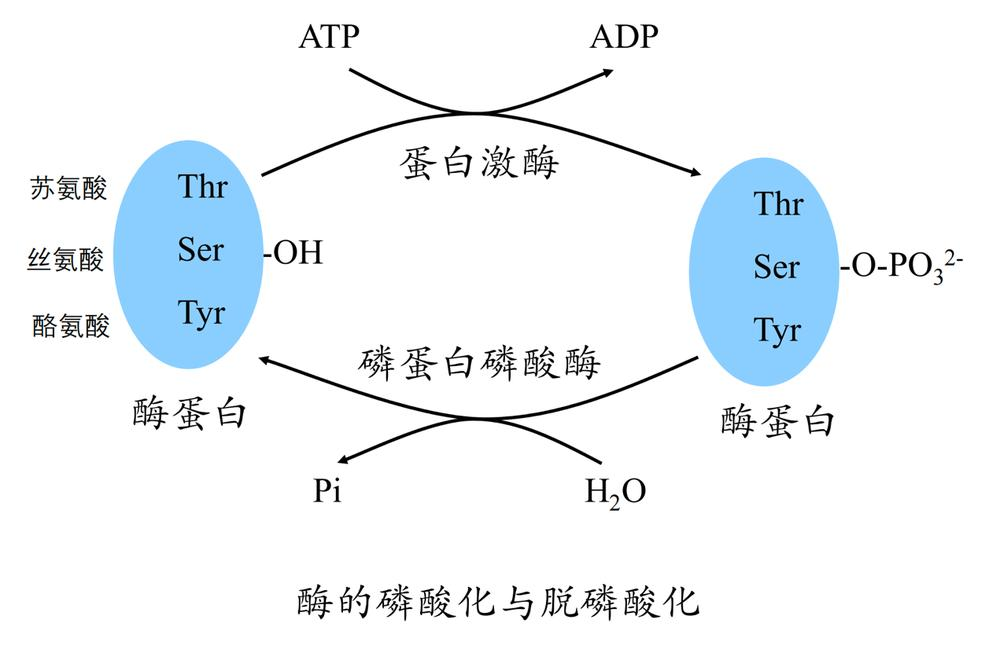 ATP
ADP
蛋白激酶
苏氨酸
Thr
丝氨酸
Ser
-OH
酪氨酸
Tyr
酶蛋白
Thr
Ser
-O-PO₃²⁻
Tyr
酶蛋白
磷蛋白磷酸酶
Pi
H₂O
酶的磷酸化与脱磷酸化